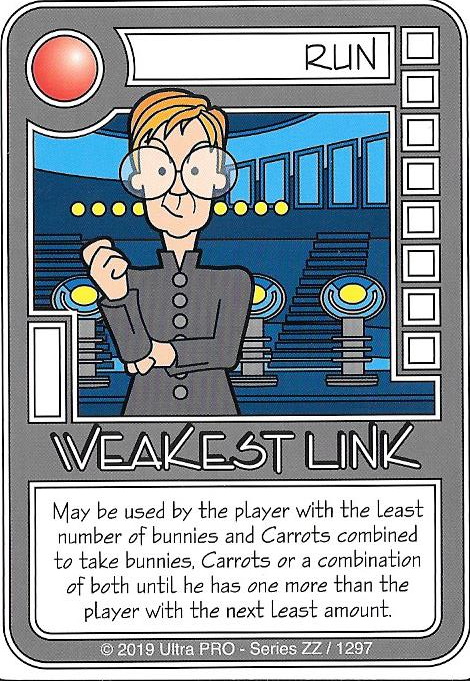 RUN
WEAKEST LINK
May be used by the player with the least
number of bunnies and Carrots combined
to take bunnies, Carrots or a combination
of both until he has one more than the
player with the next least amount.
© 2019 Ultra PRO - Series ZZ / 1297